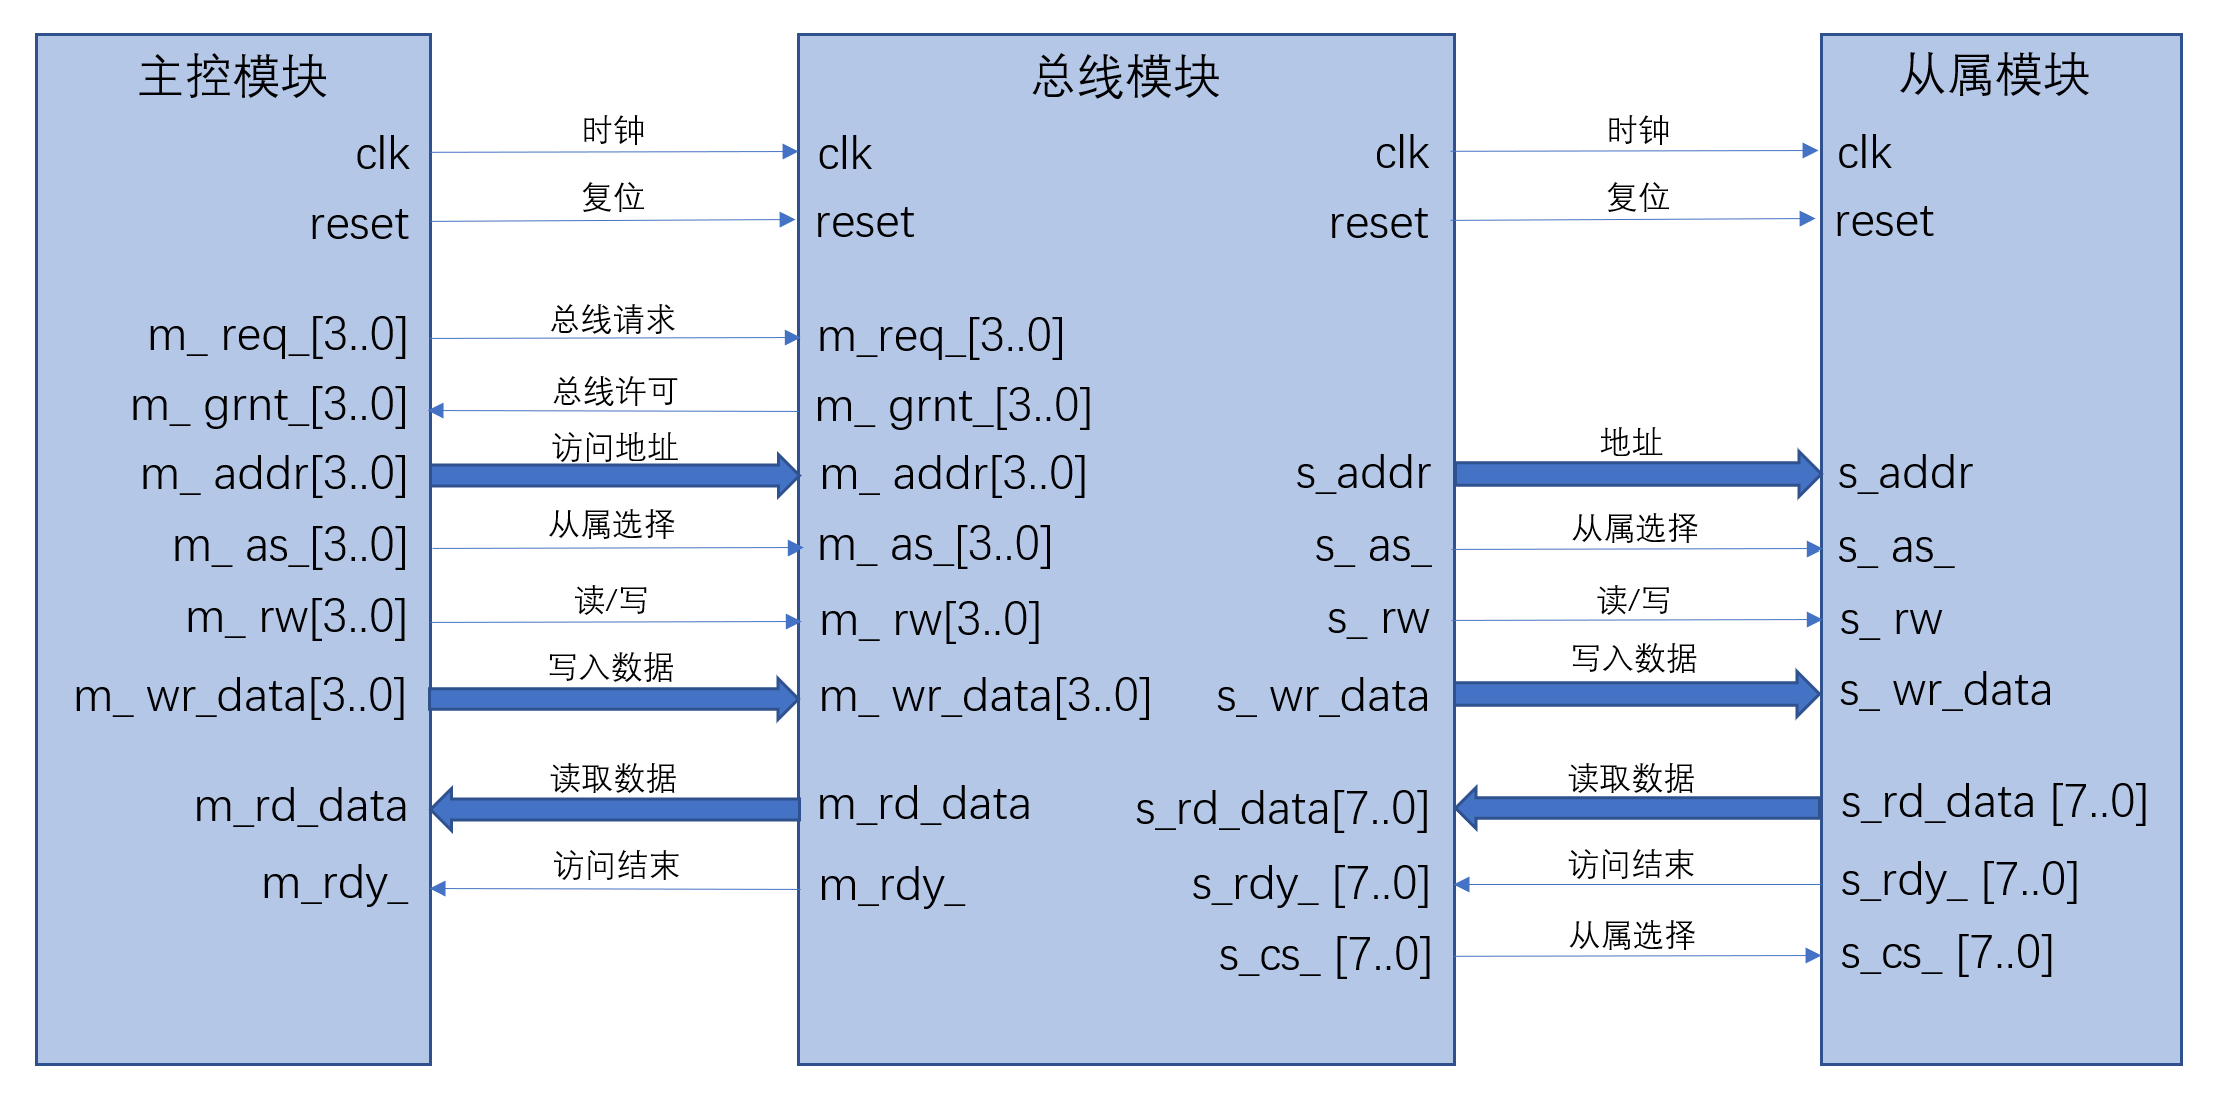 主控模块
clk
reset
m_ req_[3..0]
m_ grnt_[3..0]
m_ addr[3..0]
m_ as_[3..0]
m_ rw[3..0]
m_ wr_data[3..0]
m_rd_data
m_rdy_
时钟
复位
总线请求
总线许可
访问地址
从属选择
读/写
写入数据
读取数据
访问结束
总线模块
clk
reset
m_req_[3..0]
m_ grnt_[3..0]
m_ addr[3..0]
m_ as_[3..0]
m_ rw[3..0]
m_ wr_data[3..0]
m_rd_data
m_rdy_
clk
reset
s_addr
s_ as_
s_ rw
s_ wr_data
s_rd_data[7..0]
s_rdy_ [7..0]
s_cs_ [7..0]
时钟
复位
地址
从属选择
读/写
写入数据
读取数据
访问结束
从属选择
从属模块
clk
reset
s_addr
s_ as_
s_ rw
s_ wr_data
s_rd_data [7..0]
s_rdy_ [7..0]
s_cs_ [7..0]